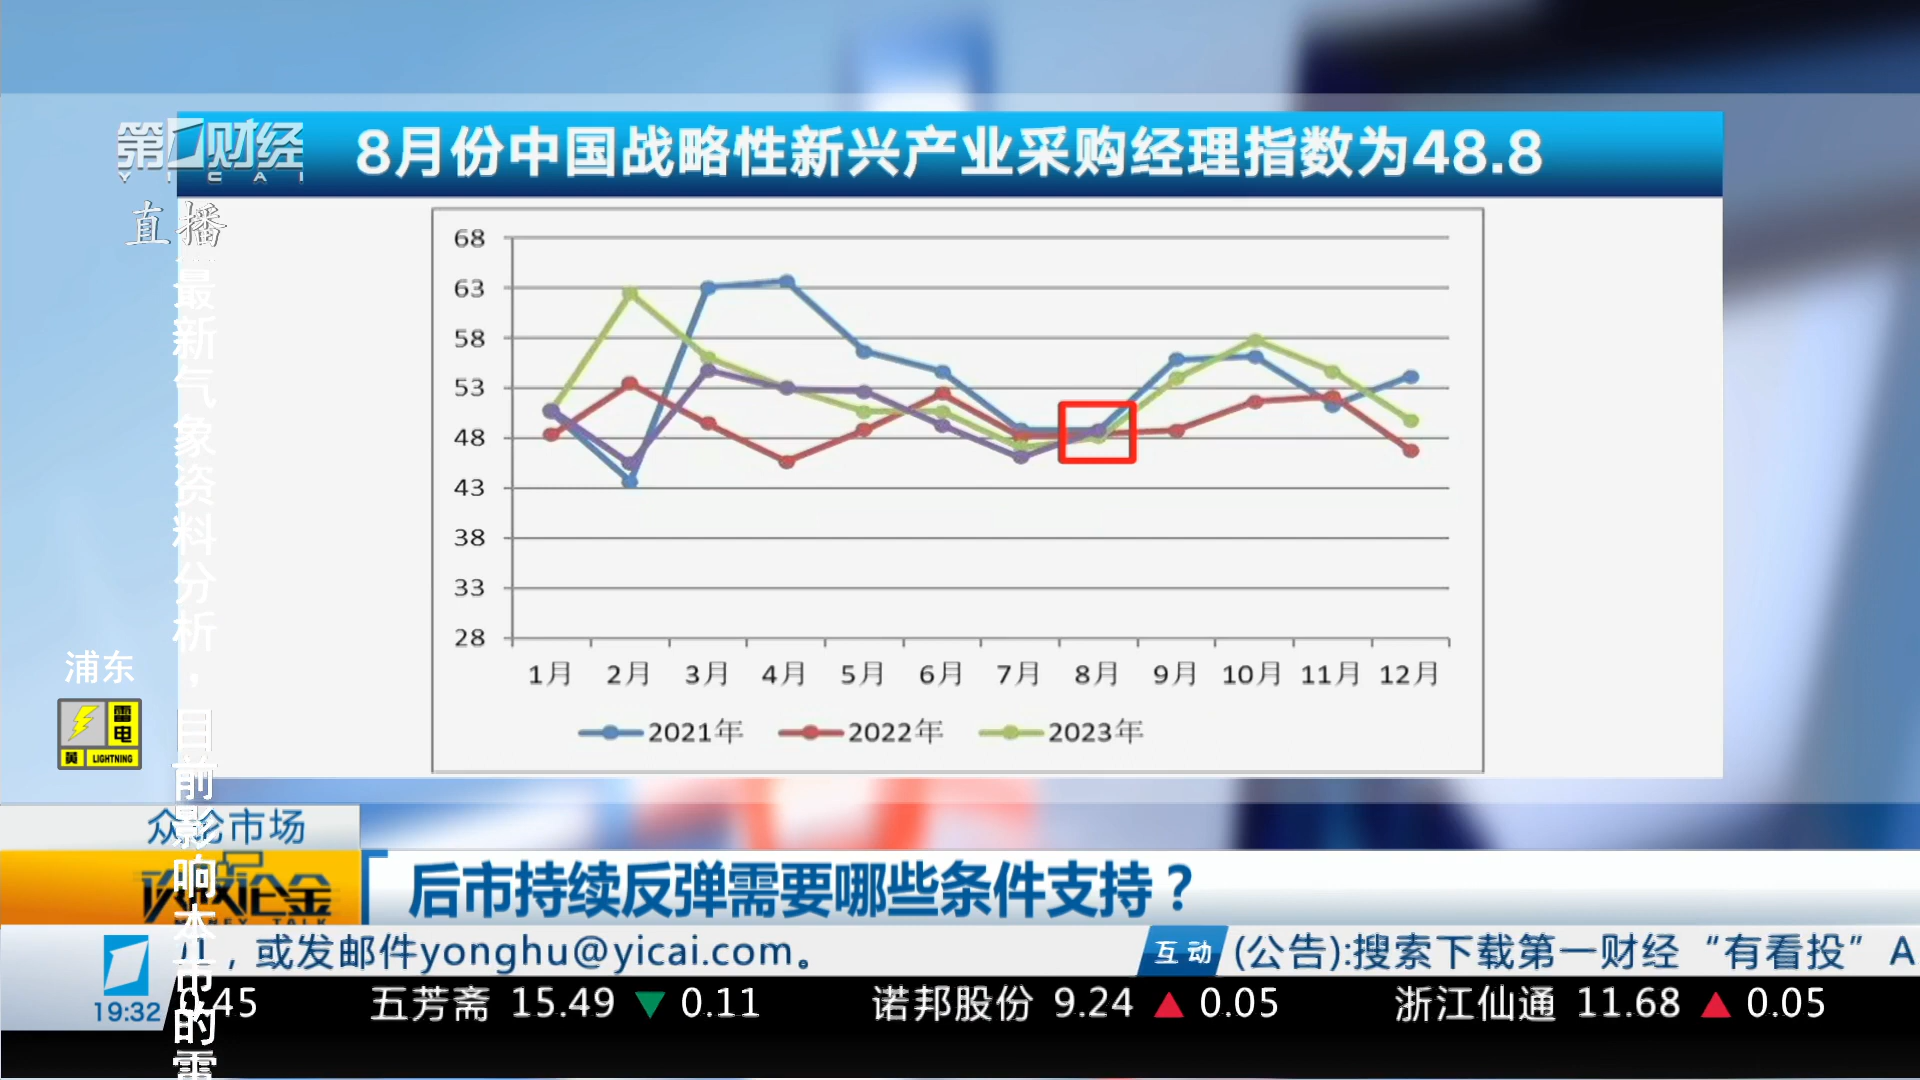 第一财经
YICAI
8月份中国战略性新兴产业采购经理指数为48.8
直播
最新气象资料分析，目前影响本市的雷
68
63
58
53
48
43
38
33
28
1月 2月 3月 4月 5月 6月 7月 8月 9月 10月 11月 12月
2021年 2022年 2023年
浦东
雷电
黄 LIGHTNING
众论市场
MONEY TALK
后市持续反弹需要哪些条件支持？
，或发邮件yonghu@yicai.com。 互动 (公告):搜索下载第一财经“有看投”A
19:32
0.45 五芳斋 15.49 ▼ 0.11 诺邦股份 9.24 ▲ 0.05 浙江仙通 11.68 ▲ 0.05